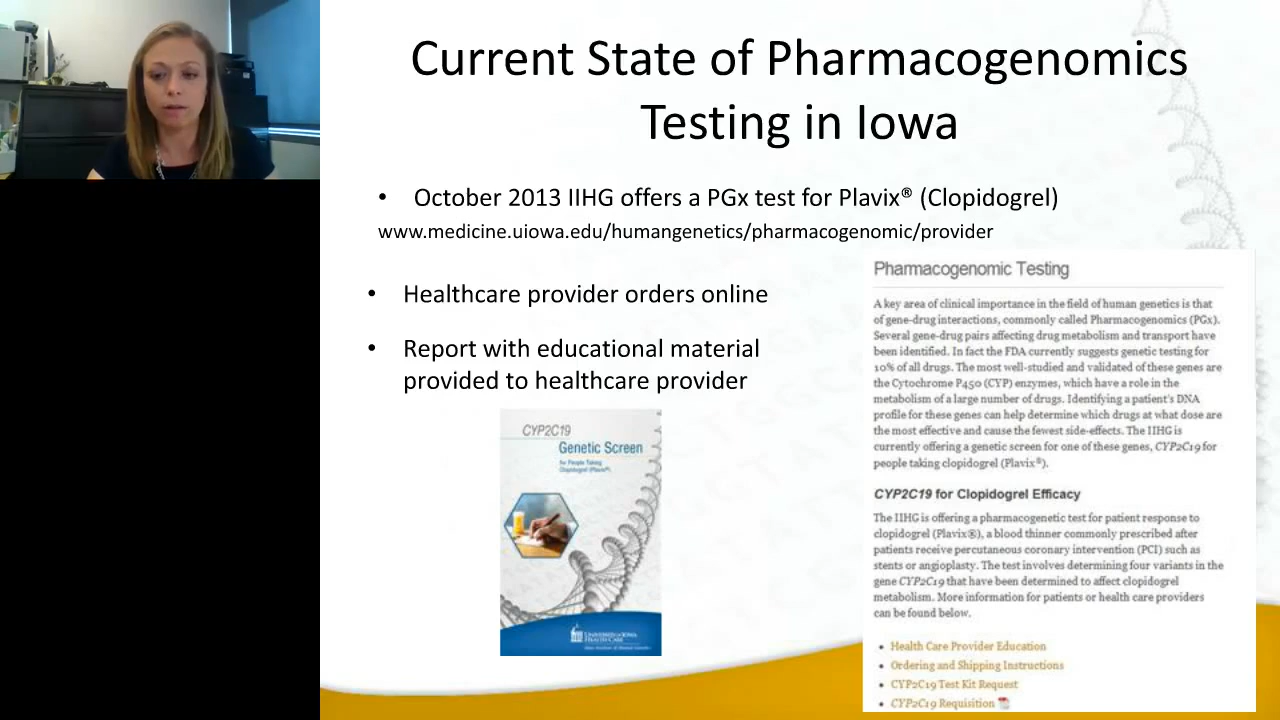 Current State of Pharmacogenomics
Testing in Iowa
• October 2013 IIHG offers a PGx test for Plavix® (Clopidogrel)
www.medicine.uiowa.edu/humangenetics/pharmacogenomic/provider
• Healthcare provider orders online
• Report with educational material
provided to healthcare provider
CYP2C19
Genetic Screen
for People Taking
Clopidogrel (Plavix®)
UNIVERSITY OF IOWA
HEALTH CARE
Pharmacogenomic Testing
A key area of clinical importance in the field of human genetics is that
of gene-drug interactions, commonly called Pharmacogenomics (PGx).
Several gene-drug pairs affecting drug metabolism and transport have
been identified. In fact the FDA currently suggests genetic testing for
10% of all drugs. The most well-studied and validated of these genes are
the Cytochrome P450 (CYP) enzymes, which have a role in the
metabolism of a large number of drugs. Identifying a patient's DNA
profile for these genes can help determine which drugs at what dose are
the most effective and cause the fewest side-effects. The IIHG is
currently offering a genetic screen for one of these genes, CYP2C19 for
people taking clopidogrel (Plavix®).
CYP2C19 for Clopidogrel Efficacy
The IIHG is offering a pharmacogenetic test for patient response to
clopidogrel (Plavix®), a blood thinner commonly prescribed after
patients receive percutaneous coronary intervention (PCI) such as
stents or angioplasty. The test involves determining four variants in the
gene CYP2C19 that have been determined to affect clopidogrel
metabolism. More information for patients or health care providers
can be found below.
• Health Care Provider Education
• Ordering and Shipping Instructions
• CYP2C19 Test Kit Request
• CYP2C19 Requisition